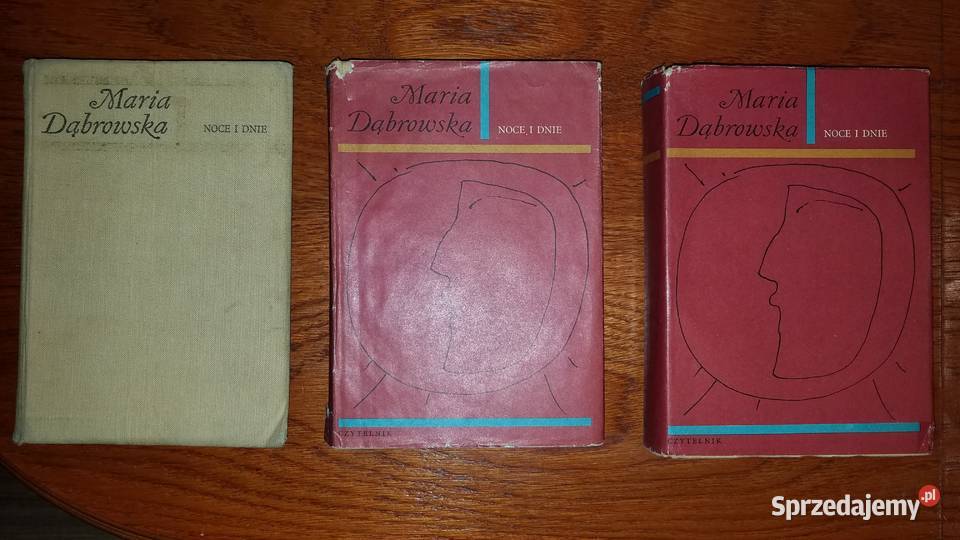 Maria
Dąbrowska
NOCE I DNIE
Maria
Dąbrowska
NOCE I DNIE
CZYTELNIK
Maria
Dąbrowska
NOCE I DNIE
CZYTELNIK
Sprzedajemy.pl